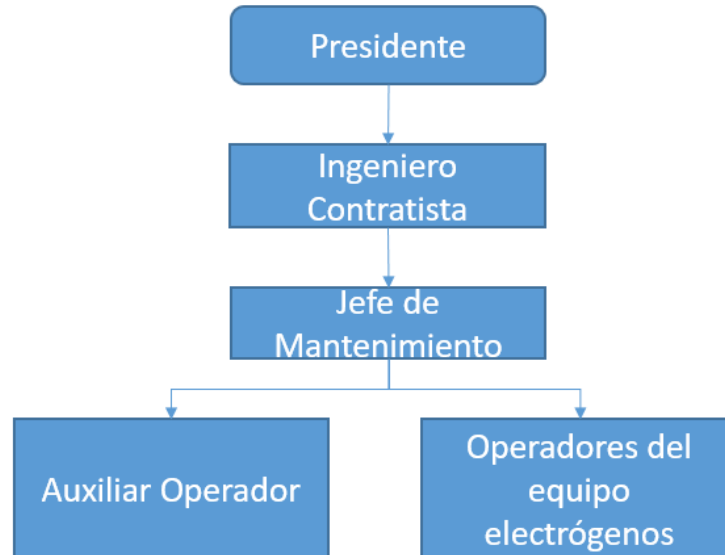 Presidente
Ingeniero
Contratista
Jefe de
Mantenimiento
Auxiliar Operador
Operadores del
equipo
electrógenos